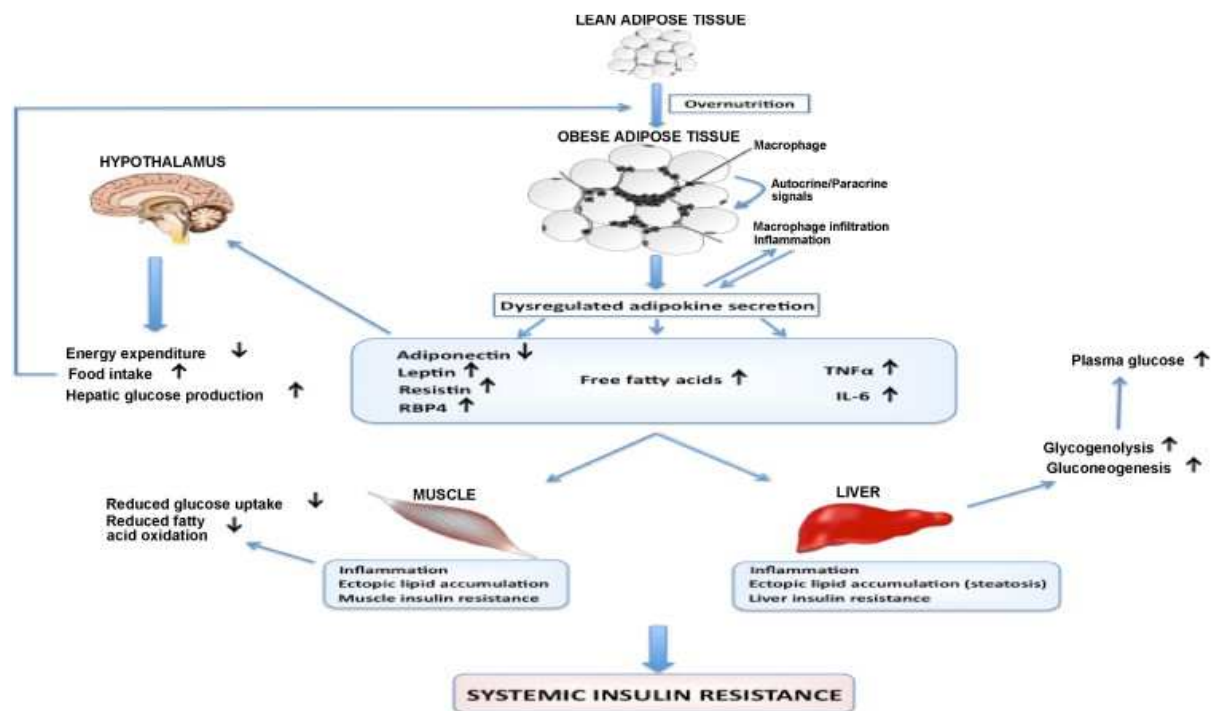 LEAN ADIPOSE TISSUE
Overnutrition
OBESE ADIPOSE TISSUE
Macrophage
Autocrine/Paracrine
signals
Macrophage infiltration
Inflammation
HYPOTHALAMUS
Dysregulated adipokine secretion
Energy expenditure ↓
Food intake ↑
Hepatic glucose production ↑
Adiponectin ↓
Leptin ↑
Resistin ↑
RBP4 ↑
Free fatty acids ↑
TNFα ↑
IL-6 ↑
Plasma glucose ↑
Glycogenolysis ↑
Gluconeogenesis ↑
MUSCLE
Reduced glucose uptake ↓
Reduced fatty ↓
acid oxidation
Inflammation
Ectopic lipid accumulation
Muscle insulin resistance
LIVER
Inflammation
Ectopic lipid accumulation (steatosis)
Liver insulin resistance
SYSTEMIC INSULIN RESISTANCE